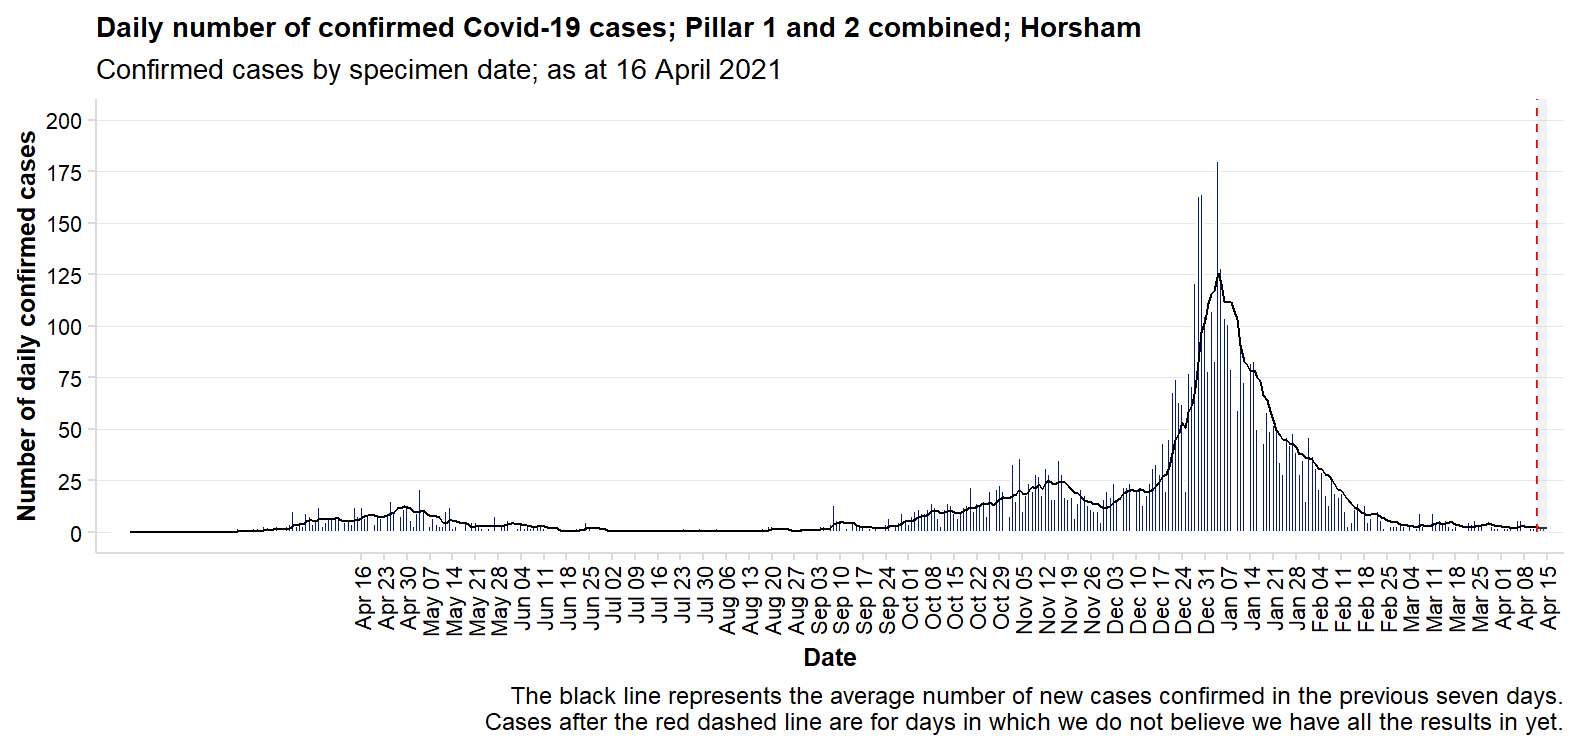 Daily number of confirmed Covid-19 cases; Pillar 1 and 2 combined; Horsham
Confirmed cases by specimen date; as at 16 April 2021
Number of daily confirmed cases
200
175
150
125
100
75
50
25
0
Apr 16
Apr 23
Apr 30
May 07
May 14
May 21
May 28
Jun 04
Jun 11
Jun 18
Jun 25
Jul 02
Jul 09
Jul 16
Jul 23
Jul 30
Aug 06
Aug 13
Aug 20
Aug 27
Sep 03
Sep 10
Sep 17
Sep 24
Oct 01
Oct 08
Oct 15
Oct 22
Oct 29
Nov 05
Nov 12
Nov 19
Nov 26
Dec 03
Dec 10
Dec 17
Dec 24
Dec 31
Jan 07
Jan 14
Jan 21
Jan 28
Feb 04
Feb 11
Feb 18
Feb 25
Mar 04
Mar 11
Mar 18
Mar 25
Apr 01
Apr 08
Apr 15
Date
The black line represents the average number of new cases confirmed in the previous seven days.
Cases after the red dashed line are for days in which we do not believe we have all the results in yet.